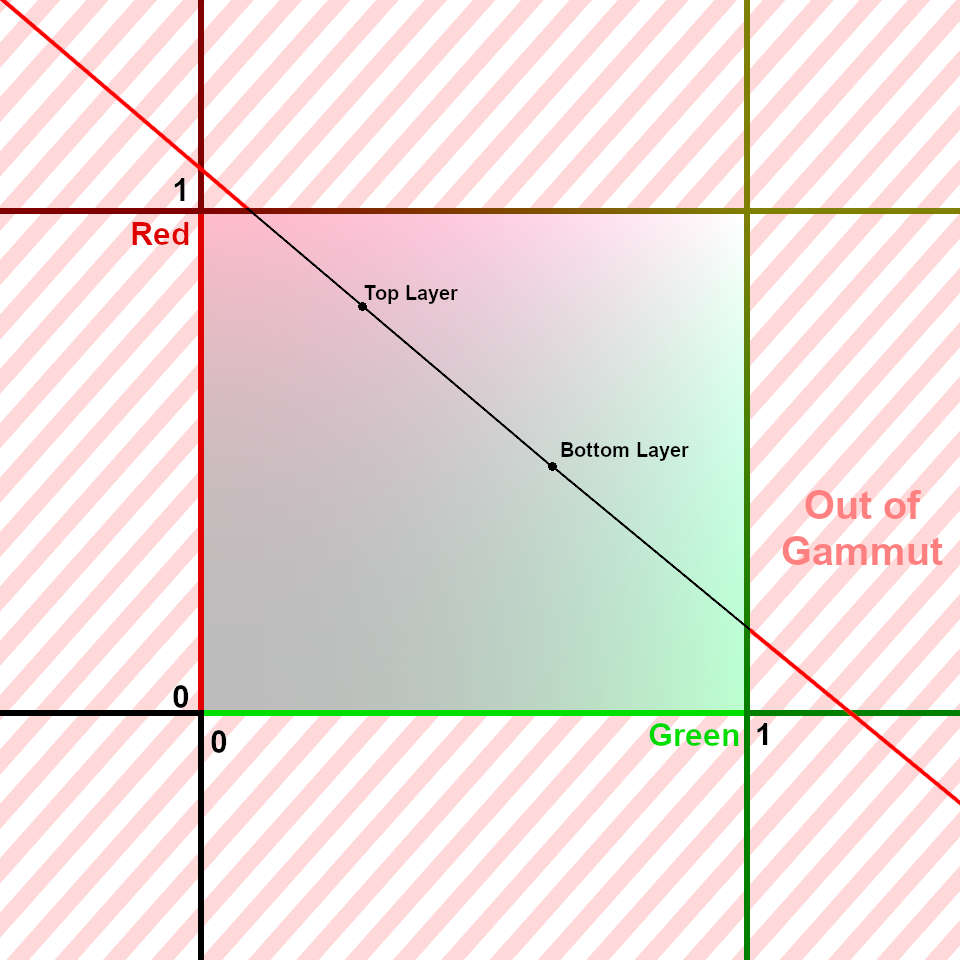 1
Red
Top Layer
Bottom Layer
Out of
Gammut
0
0
Green
1